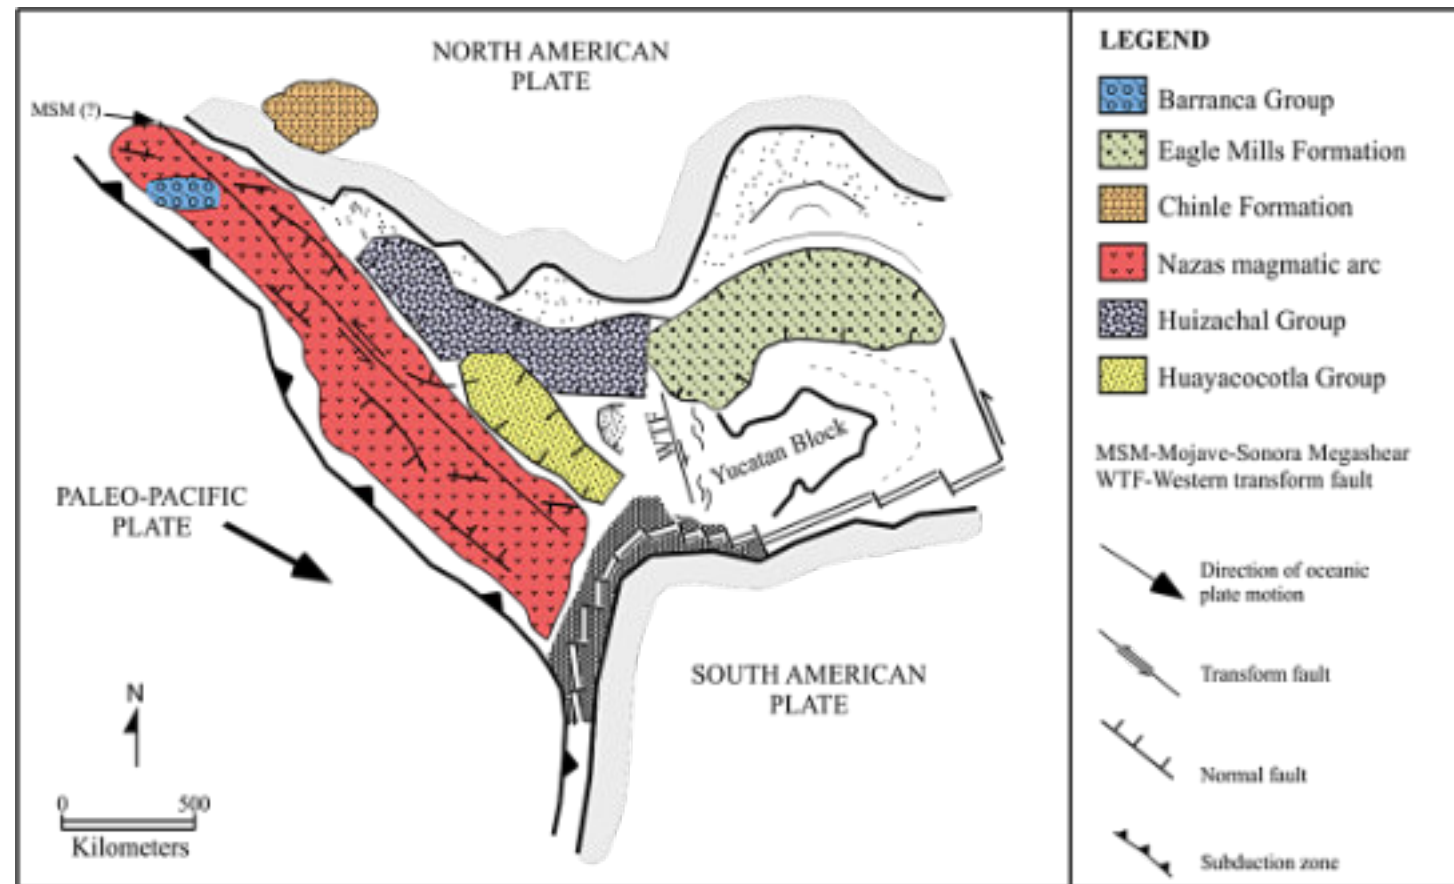 NORTH AMERICAN
PLATE
MSM (?)
WTF
Yucatan Block
PALEO-PACIFIC
PLATE
SOUTH AMERICAN
PLATE
N
0 500
Kilometers
LEGEND
Barranca Group
Eagle Mills Formation
Chinle Formation
Nazas magmatic arc
Huizachal Group
Huayacocotla Group
MSM-Mojave-Sonora Megashear
WTF-Western transform fault
Direction of oceanic
plate motion
Transform fault
Normal fault
Subduction zone